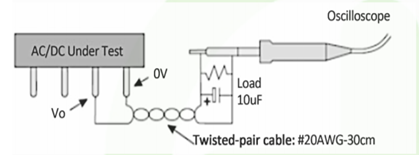 Oscilloscope
AC/DC Under Test
0V
Load
10uF
+
Vo
Twisted-pair cable: #20AWG-30cm